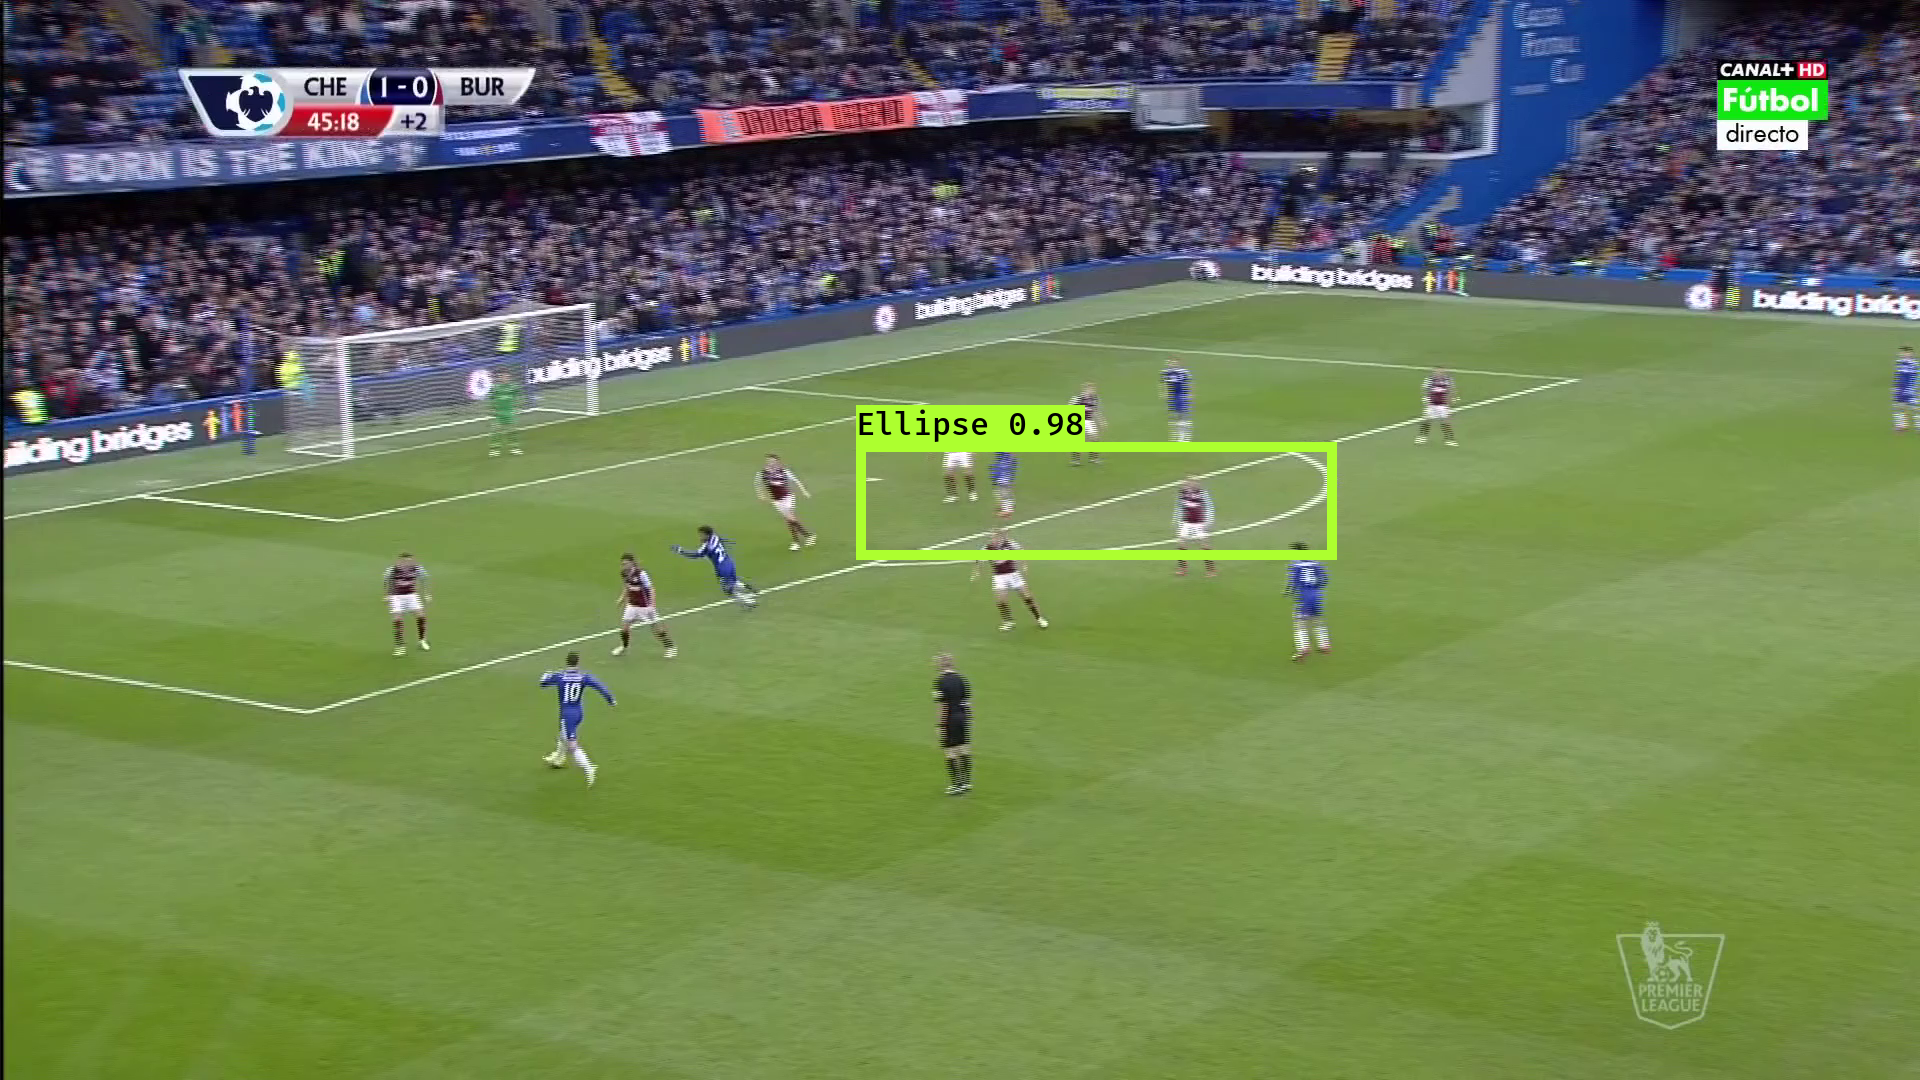 CHE 1-0 BUR
45:18 +2
CANAL+ HD
Fútbol
directo
BORN IS THE KING
building bridges
building bridges
building bridg
building bridges
ilding bridges
Ellipse 0.98
10
PREMIER
LEAGUE